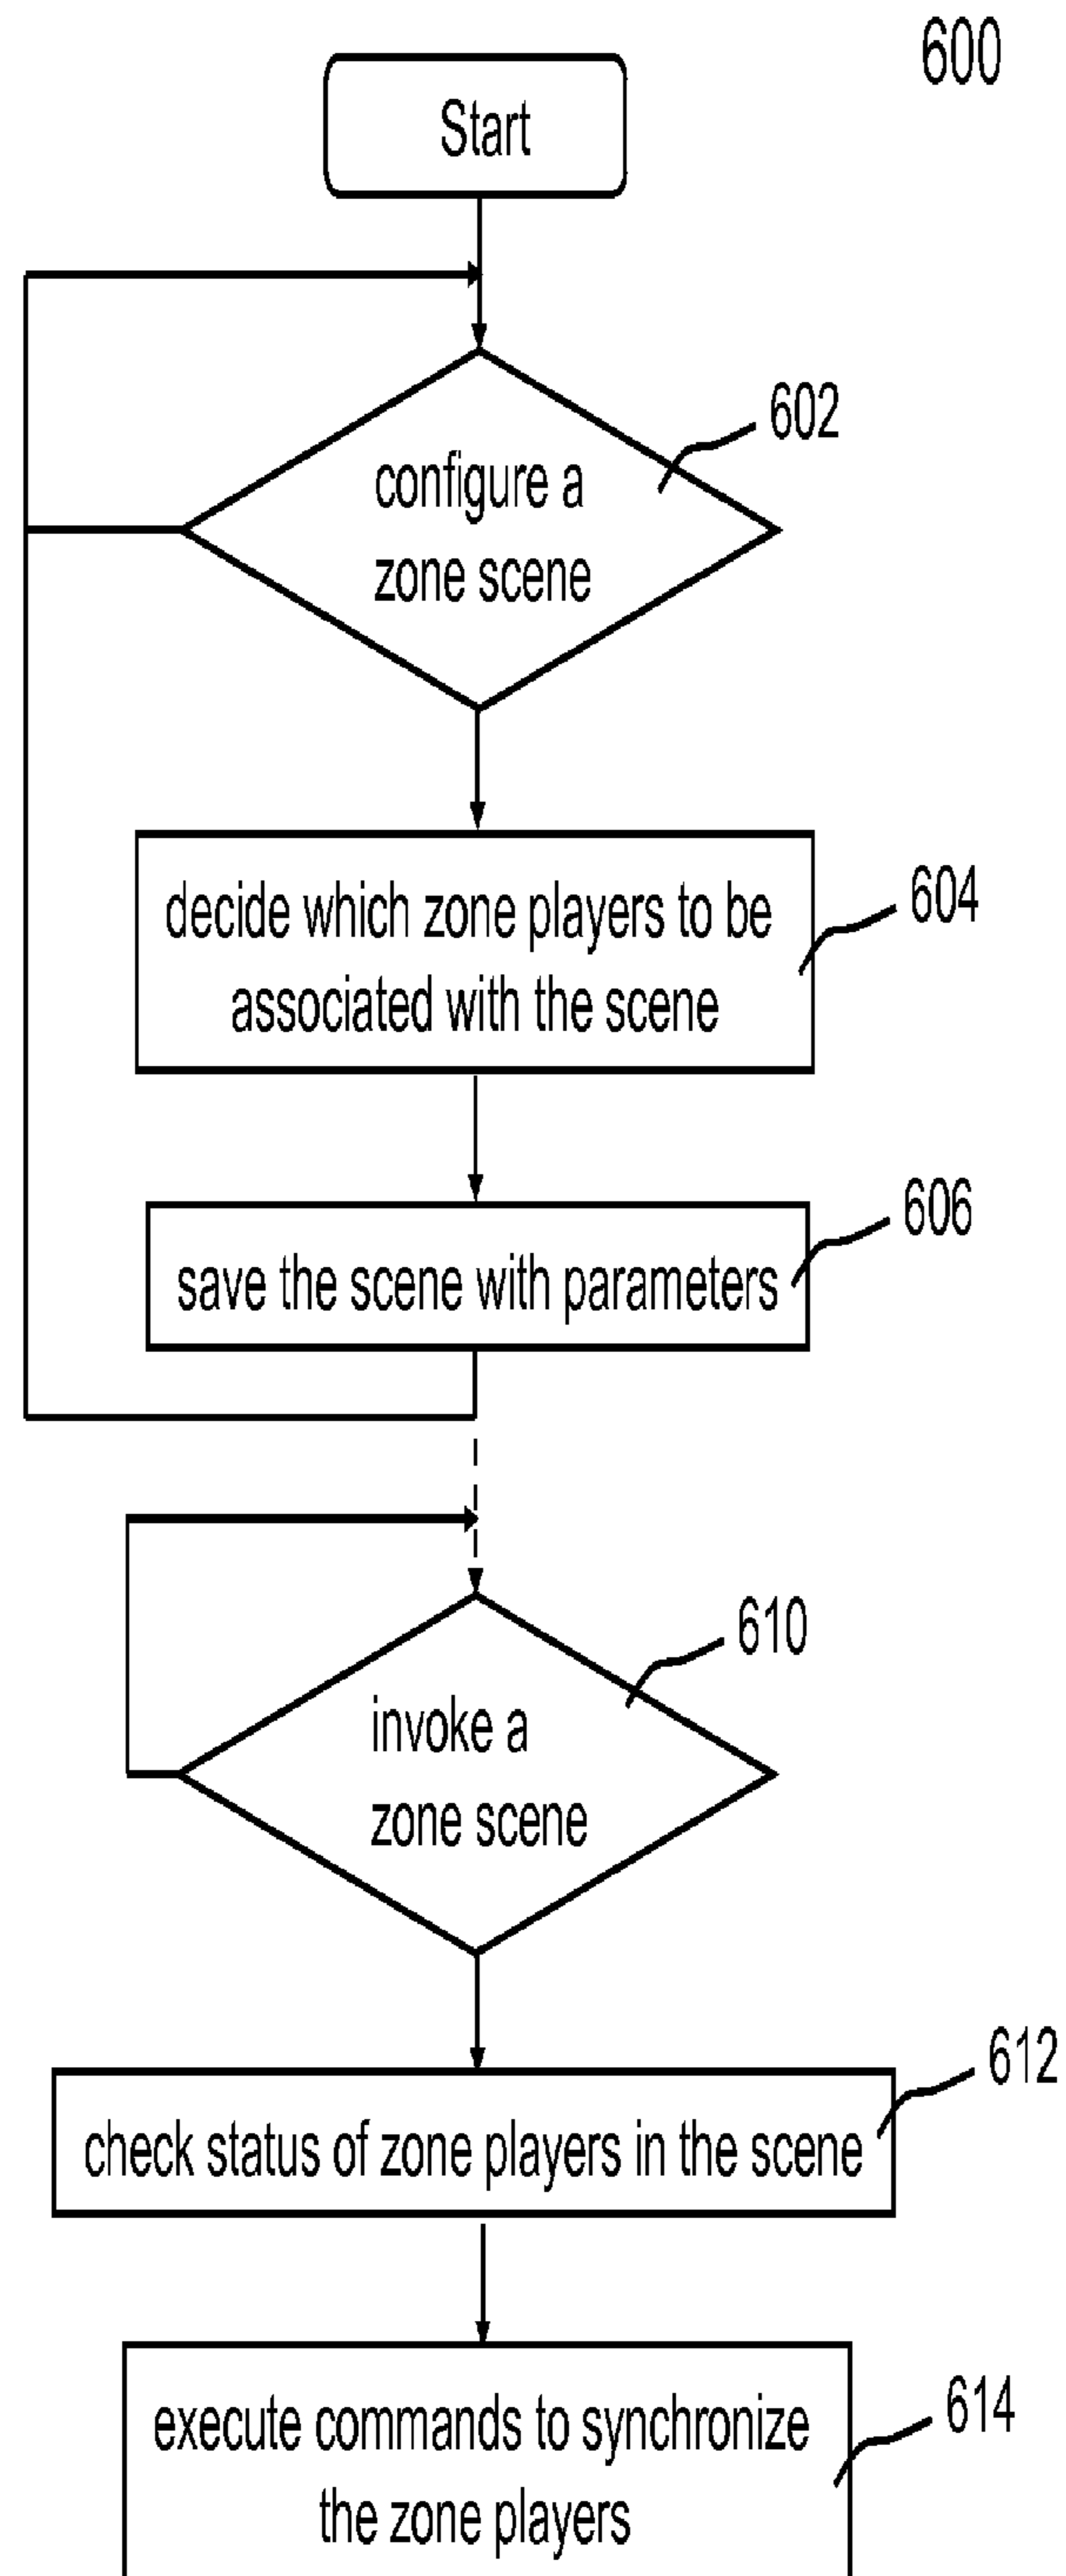 600
Start
602
configure a
zone scene
604
decide which zone players to be
associated with the scene
606
save the scene with parameters
610
invoke a
zone scene
612
check status of zone players in the scene
614
execute commands to synchronize
the zone players